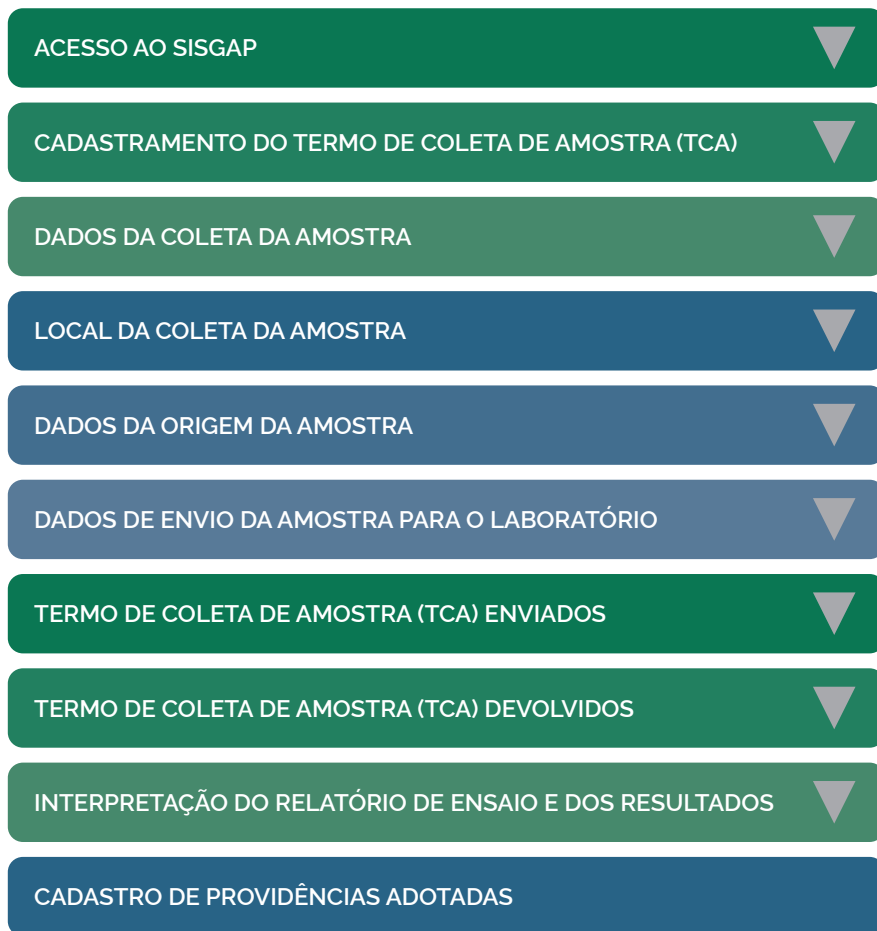 ACESSO AO SISGAP
CADASTRAMENTO DO TERMO DE COLETA DE AMOSTRA (TCA)
DADOS DA COLETA DA AMOSTRA
LOCAL DA COLETA DA AMOSTRA
DADOS DA ORIGEM DA AMOSTRA
DADOS DE ENVIO DA AMOSTRA PARA O LABORATÓRIO
TERMO DE COLETA DE AMOSTRA (TCA) ENVIADOS
TERMO DE COLETA DE AMOSTRA (TCA) DEVOLVIDOS
INTERPRETAÇÃO DO RELATÓRIO DE ENSAIO E DOS RESULTADOS
CADASTRO DE PROVIDÊNCIAS ADOTADAS